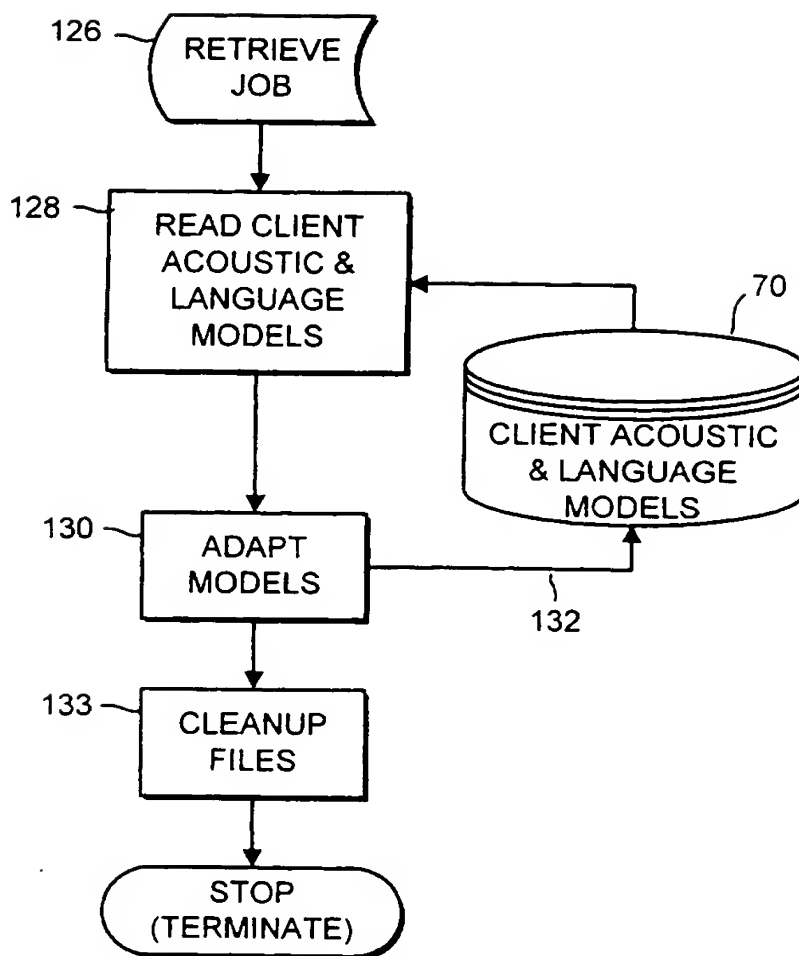 126
RETRIEVE
JOB
128
READ CLIENT
ACOUSTIC &
LANGUAGE
MODELS
70
CLIENT ACOUSTIC
& LANGUAGE
MODELS
130
ADAPT
MODELS
132
133
CLEANUP
FILES
STOP
(TERMINATE)